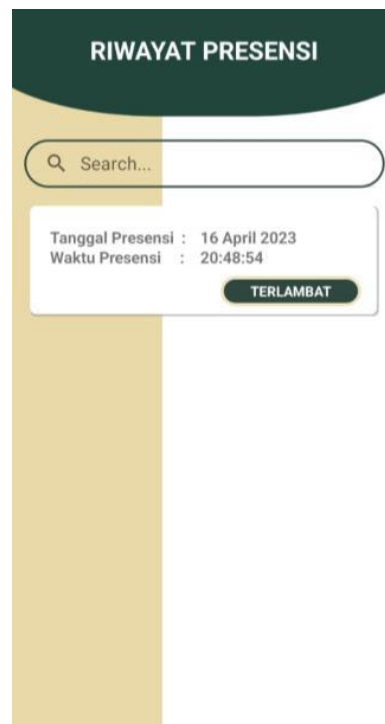 RIWAYAT PRESENSI
Search...
Tanggal Presensi : 16 April 2023
Waktu Presensi : 20:48:54
TERLAMBAT